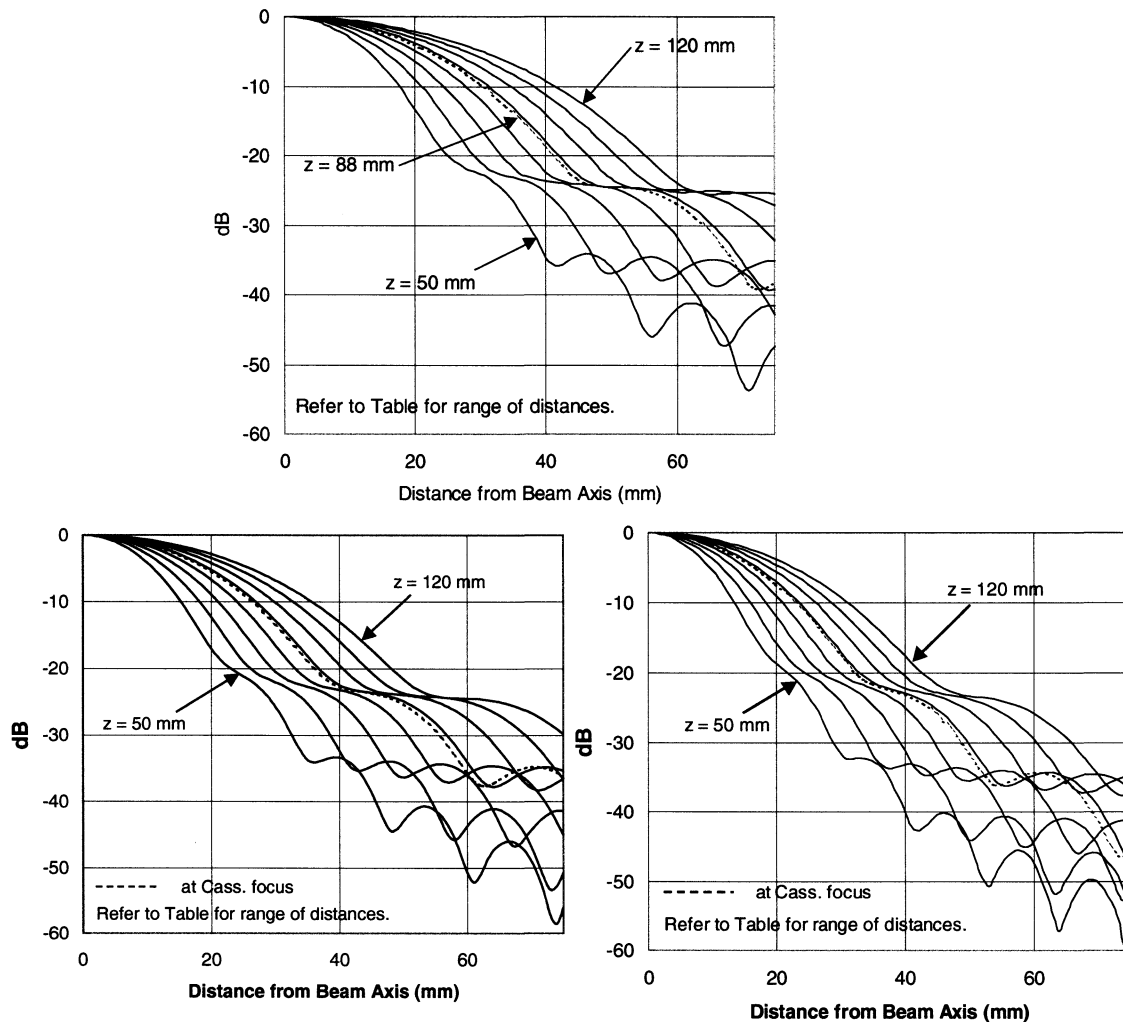 0
-10
-20
-30
-40
-50
-60
dB
z = 120 mm
z = 88 mm
z = 50 mm
Refer to Table for range of distances.
0 20 40 60
Distance from Beam Axis (mm)
0
-10
-20
-30
-40
-50
-60
dB
z = 120 mm
z = 50 mm
at Cass. focus
Refer to Table for range of distances.
0 20 40 60
Distance from Beam Axis (mm)
0
-10
-20
-30
-40
-50
-60
dB
z = 120 mm
z = 50 mm
at Cass. focus
Refer to Table for range of distances.
0 20 40 60
Distance from Beam Axis (mm)